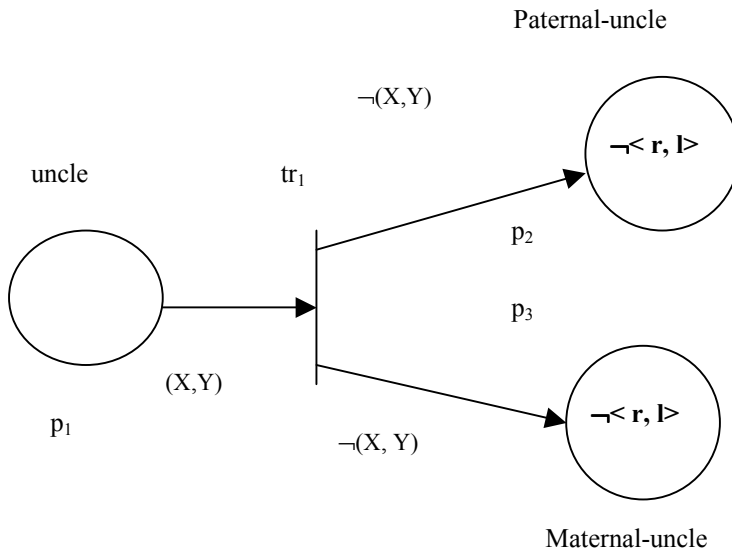 Paternal-uncle
¬(X,Y)
¬< r, l>
uncle
tr₁
p₂
p₃
(X,Y)
¬< r, l>
p₁
¬(X, Y)
Maternal-uncle